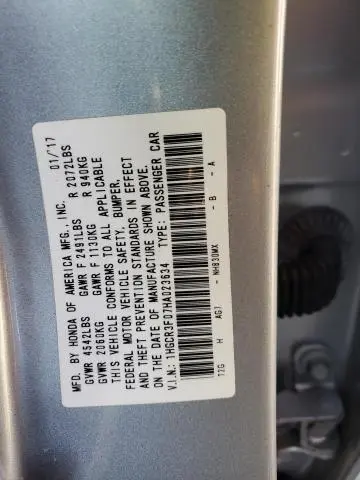 MFD. BY HONDA OF AMERICA MFG., INC. 01/'17
GVWR 4542LBS GAWR F 2491LBS R 2072LBS
GVWR 2060KG GAWR F 1130KG R 940KG
THIS VEHICLE CONFORMS TO ALL APPLICABLE
FEDERAL MOTOR VEHICLE SAFETY, BUMPER,
AND THEFT PREVENTION STANDARDS IN EFFECT
ON THE DATE OF MANUFACTURE SHOWN ABOVE.
V.I.N.: 1HGCR3F07HA023634 TYPE: PASSENGER CAR
T2G H AG7 - NH830MX - B - A